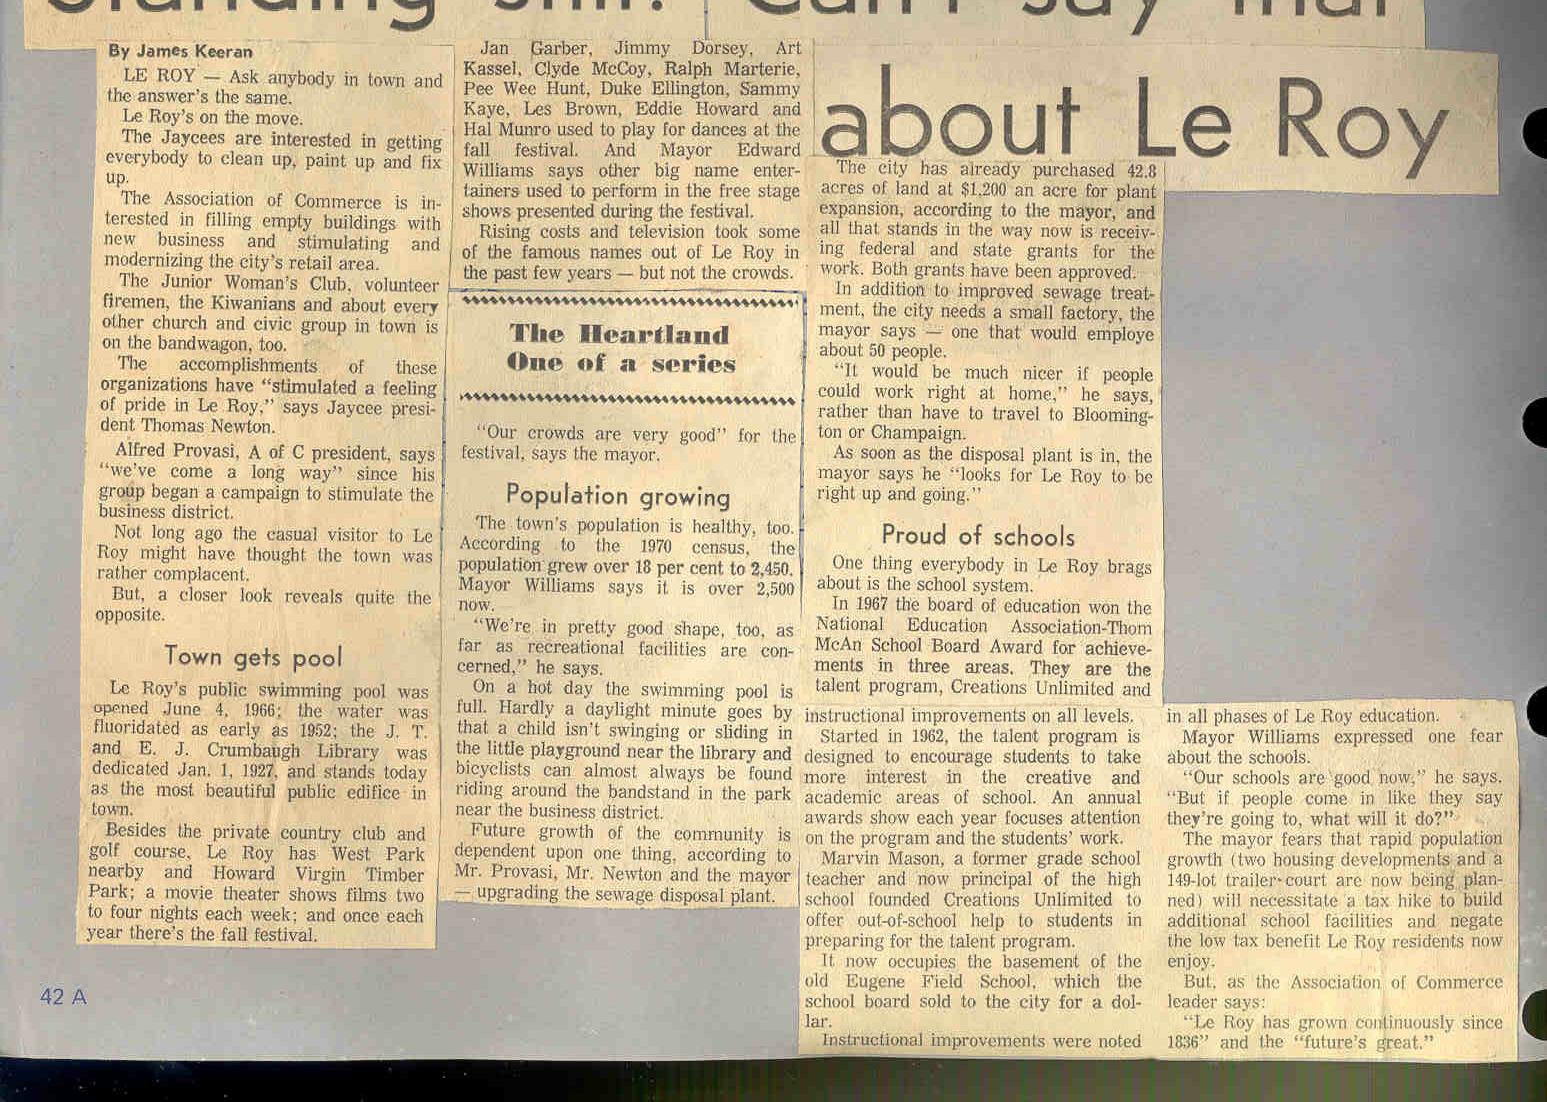 Standing still? Can't say that
about Le Roy
By James Keeran
LE ROY — Ask anybody in town and
the answer's the same.
Le Roy's on the move.
The Jaycees are interested in getting
everybody to clean up, paint up and fix
up.
The Association of Commerce is in-
terested in filling empty buildings with
new business and stimulating and
modernizing the city's retail area.
The Junior Woman's Club, volunteer
firemen, the Kiwanians and about every
other church and civic group in town is
on the bandwagon, too.
The accomplishments of these
organizations have "stimulated a feeling
of pride in Le Roy," says Jaycee presi-
dent Thomas Newton.
Alfred Provasi, A of C president, says
"we've come a long way" since his
group began a campaign to stimulate the
business district.
Not long ago the casual visitor to Le
Roy might have thought the town was
rather complacent.
But, a closer look reveals quite the
opposite.
Town gets pool
Le Roy's public swimming pool was
opened June 4, 1966; the water was
fluoridated as early as 1952; the J. T.
and E. J. Crumbaugh Library was
dedicated Jan. 1, 1927, and stands today
as the most beautiful public edifice in
town.
Besides the private country club and
golf course, Le Roy has West Park
nearby and Howard Virgin Timber
Park; a movie theater shows films two
to four nights each week; and once each
year there's the fall festival.
Jan Garber, Jimmy Dorsey, Art
Kassel, Clyde McCoy, Ralph Marterie,
Pee Wee Hunt, Duke Ellington, Sammy
Kaye, Les Brown, Eddie Howard and
Hal Munro used to play for dances at the
fall festival. And Mayor Edward
Williams says other big name enter-
tainers used to perform in the free stage
shows presented during the festival.
Rising costs and television took some
of the famous names out of Le Roy in
the past few years — but not the crowds.
The Heartland
One of a series
"Our crowds are very good" for the
festival, says the mayor.
Population growing
The town's population is healthy, too.
According to the 1970 census, the
population grew over 18 per cent to 2,450.
Mayor Williams says it is over 2,500
now.
"We're in pretty good shape, too, as
far as recreational facilities are con-
cerned," he says.
On a hot day the swimming pool is
full. Hardly a daylight minute goes by
that a child isn't swinging or sliding in
the little playground near the library and
bicyclists can almost always be found
riding around the bandstand in the park
near the business district.
Future growth of the community is
dependent upon one thing, according to
Mr. Provasi, Mr. Newton and the mayor
— upgrading the sewage disposal plant.
The city has already purchased 42.8
acres of land at $1,200 an acre for plant
expansion, according to the mayor, and
all that stands in the way now is receiv-
ing federal and state grants for the
work. Both grants have been approved.
In addition to improved sewage treat-
ment, the city needs a small factory, the
mayor says — one that would employe
about 50 people.
"It would be much nicer if people
could work right at home," he says,
rather than have to travel to Blooming-
ton or Champaign.
As soon as the disposal plant is in, the
mayor says he "looks for Le Roy to be
right up and going."
Proud of schools
One thing everybody in Le Roy brags
about is the school system.
In 1967 the board of education won the
National Education Association-Thom
McAn School Board Award for achieve-
ments in three areas. They are the
talent program, Creations Unlimited and
instructional improvements on all levels.
Started in 1962, the talent program is
designed to encourage students to take
more interest in the creative and
academic areas of school. An annual
awards show each year focuses attention
on the program and the students' work.
Marvin Mason, a former grade school
teacher and now principal of the high
school founded Creations Unlimited to
offer out-of-school help to students in
preparing for the talent program.
It now occupies the basement of the
old Eugene Field School, which the
school board sold to the city for a dol-
lar.
Instructional improvements were noted
in all phases of Le Roy education.
Mayor Williams expressed one fear
about the schools.
"Our schools are good now," he says.
"But if people come in like they say
they're going to, what will it do?"
The mayor fears that rapid population
growth (two housing developments and a
149-lot trailer court are now being plan-
ned) will necessitate a tax hike to build
additional school facilities and negate
the low tax benefit Le Roy residents now
enjoy.
But, as the Association of Commerce
leader says:
"Le Roy has grown continuously since
1836" and the "future's great."
42 A